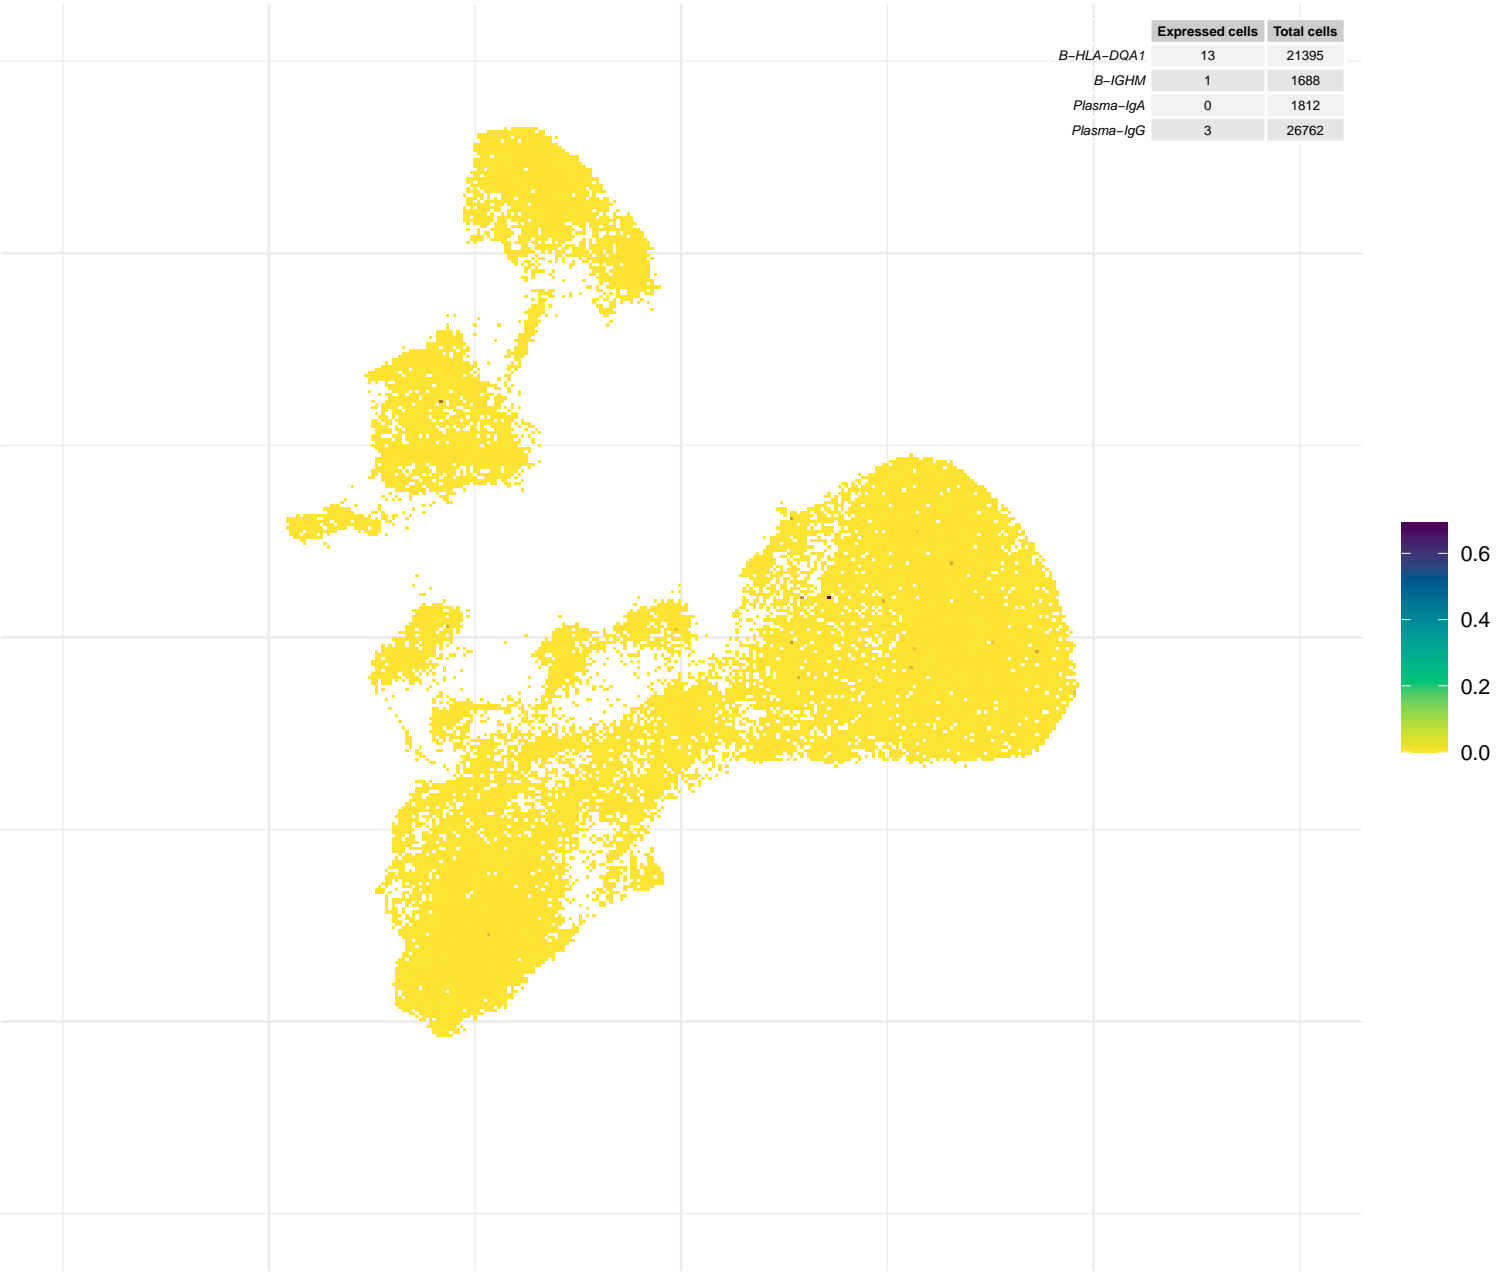 Expressed cells Total cells
B−HLA−DQA1 13 21395
B−IGHM 1 1688
Plasma−IgA 0 1812
Plasma−IgG 3 26762
0.6
0.4
0.2
0.0